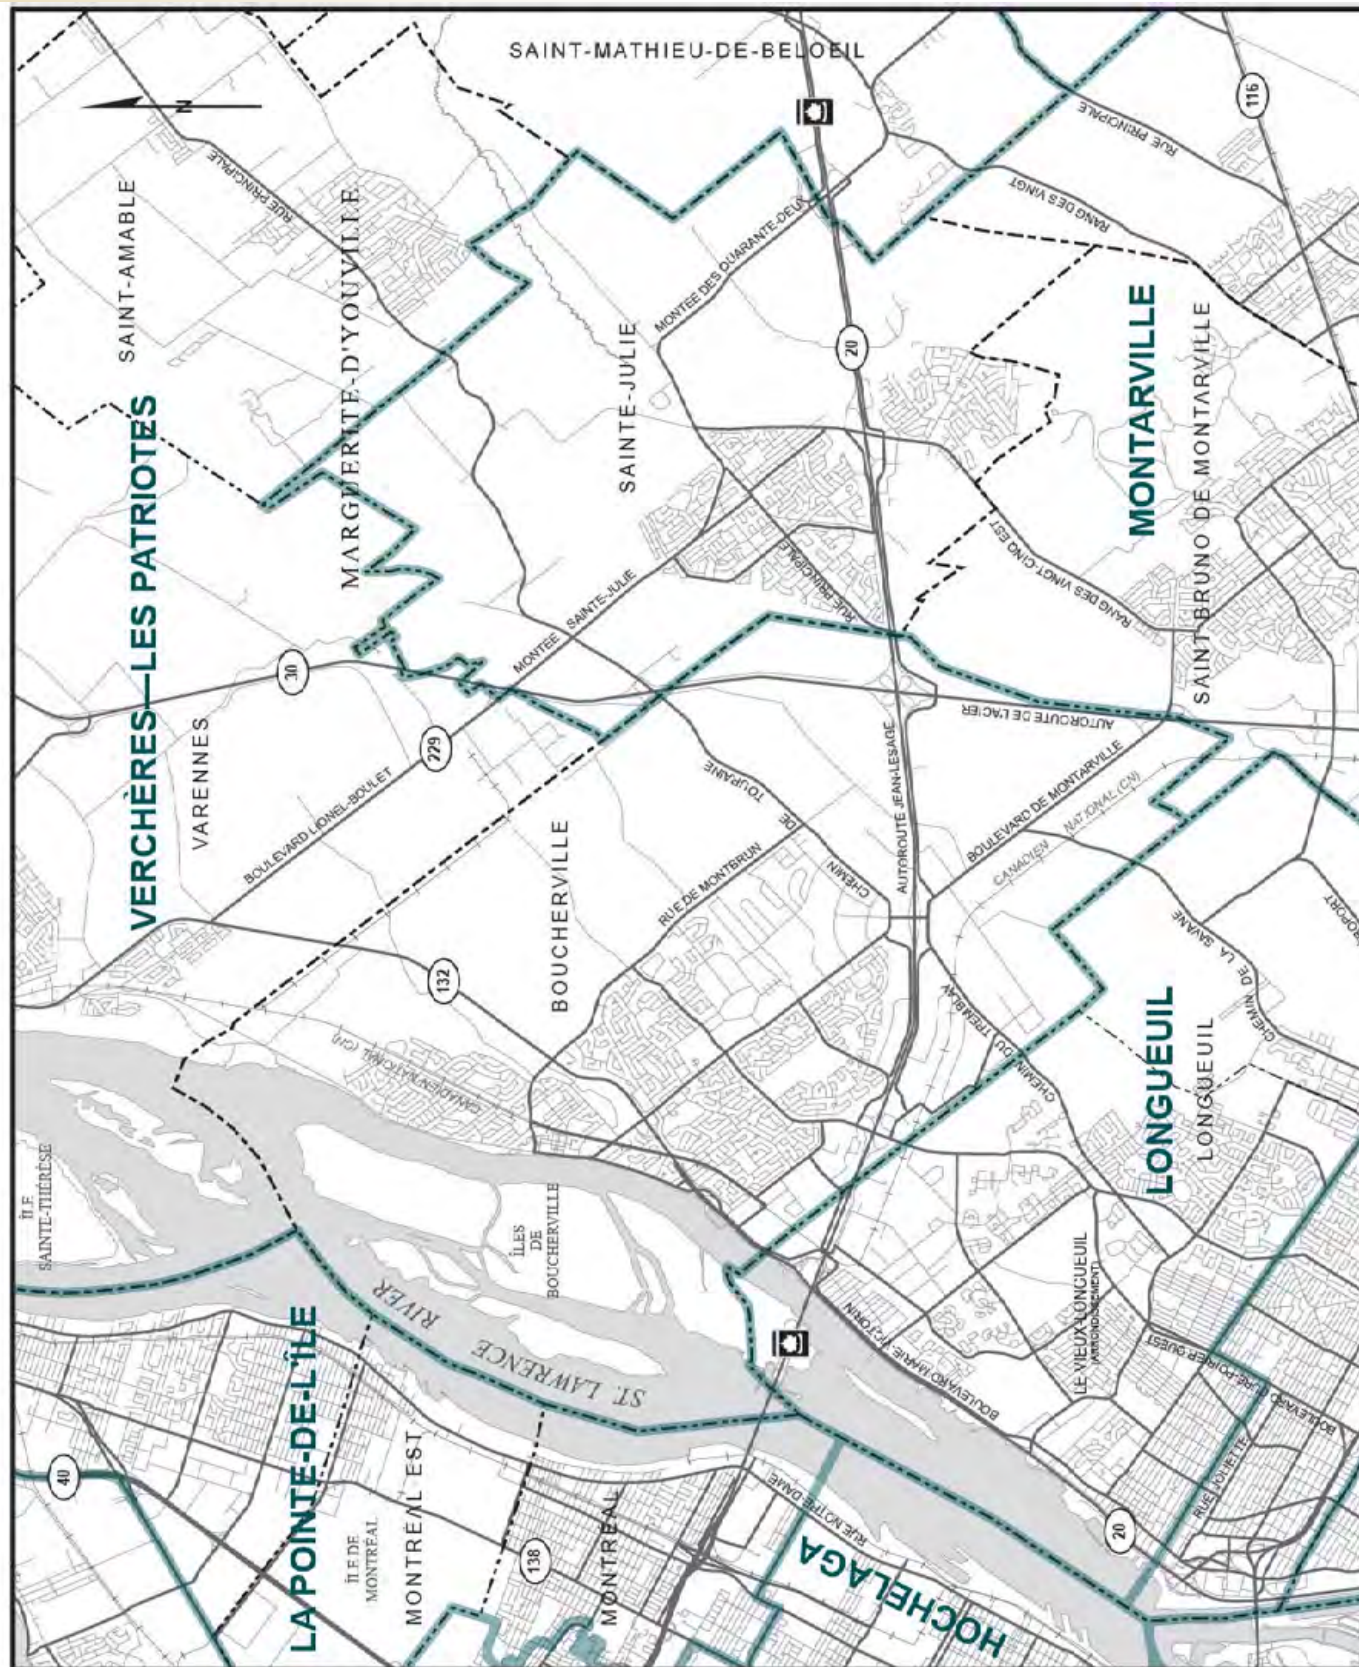 SAINT-MATHIEU-DE-BELOEIL
N
116
RUE PRINCIPALE
RUE PRINCIPALE
SAINT-AMABLE
MARGUERITE-D'YOUVILLE
RANG DES VINGT
MONTÉE DES QUARANTE-DEUX
20
SAINTE-JULIE
MONTARVILLE
SAINT-BRUNO DE MONTARVILLE
VERCHÈRES—LES PATRIOTES
RUE PRINCIPALE
RANG DES VINGT-CINQ EST
MONTÉE SAINTE-JULIE
30
VARENNES
229
BOULEVARD LIONEL-BOULET
AUTOROUTE DE L'ACIER
AUTOROUTE JEAN-LESAGE
BOULEVARD DE MONTARVILLE
CANADIEN NATIONAL (CN)
CHEMIN DE TOURAINE
RUE DE MONTBRUN
BOUCHERVILLE
132
CANADIEN NATIONAL (CN)
CHEMIN DU TREMBLAY
CHEMIN DE LA SAVANE
LONGUEUIL
LONGUEUIL
ÎLE
SAINTE-THÉRÈSE
ÎLES
DE
BOUCHERVILLE
ST. LAWRENCE RIVER
LA POINTE-DE-L'ÎLE
BOULEVARD MARIE-VICTORIN
LE VIEUX-LONGUEUIL
(ARRONDISSEMENT)
BOULEVARD CURÉ-POIRIER OUEST
RUE JOLIETTE
40
ÎLE DE
MONTRÉAL
MONTRÉAL EST
138
MONTRÉAL
RUE NOTRE-DAME
HOCHELAGA
20